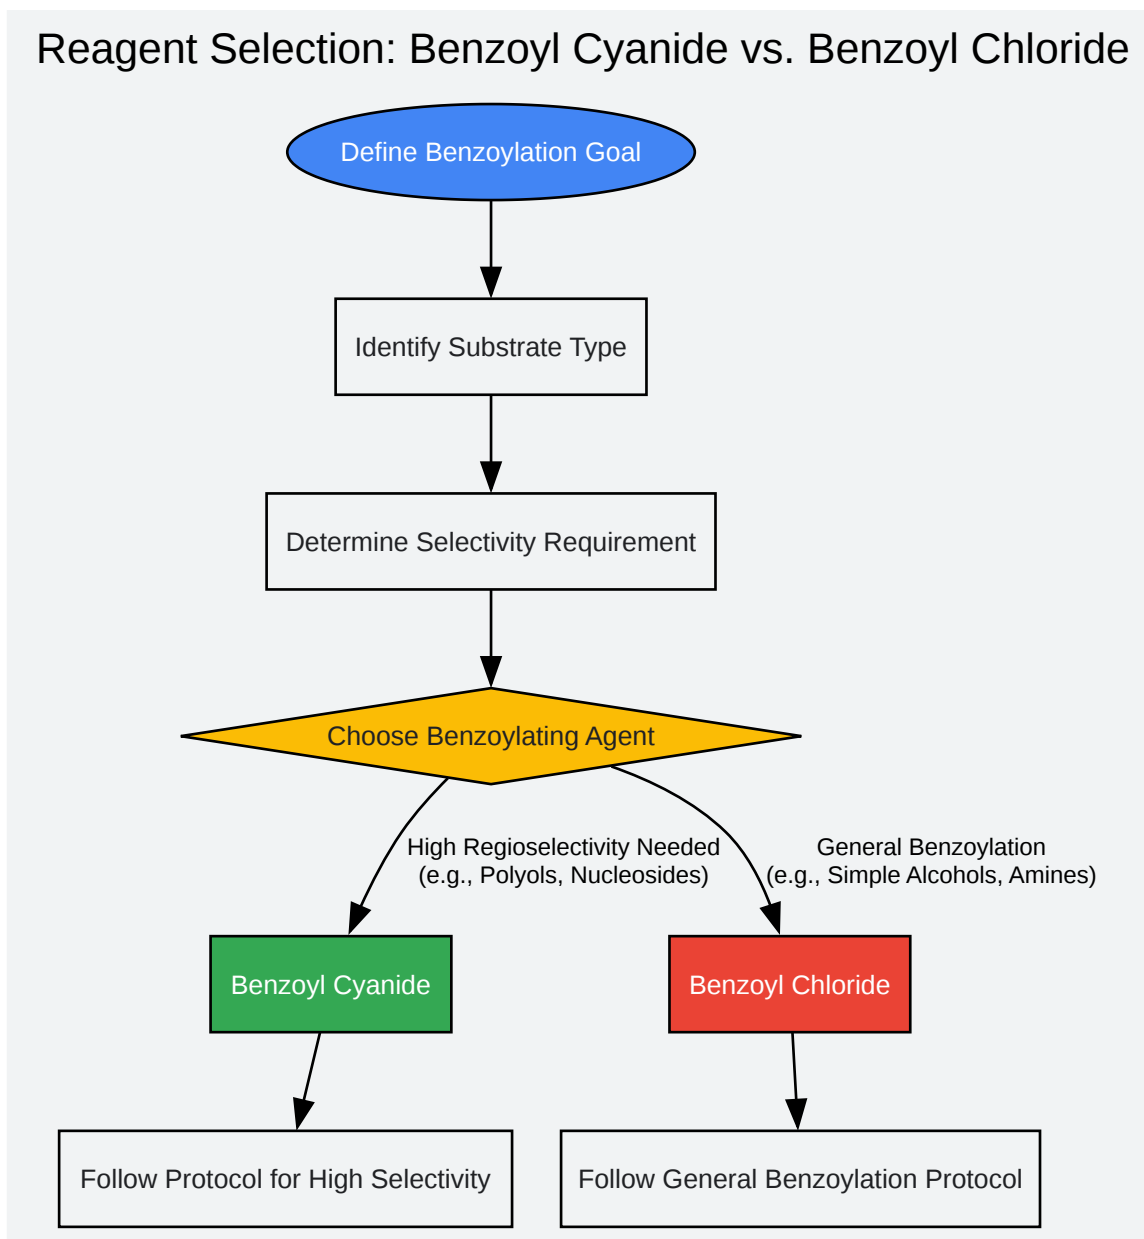 Reagent Selection: Benzoyl Cyanide vs. Benzoyl Chloride
Define Benzoylation Goal
Identify Substrate Type
Determine Selectivity Requirement
Choose Benzoylating Agent
High Regioselectivity Needed
(e.g., Polyols, Nucleosides)
General Benzoylation
(e.g., Simple Alcohols, Amines)
Benzoyl Cyanide
Benzoyl Chloride
Follow Protocol for High Selectivity
Follow General Benzoylation Protocol